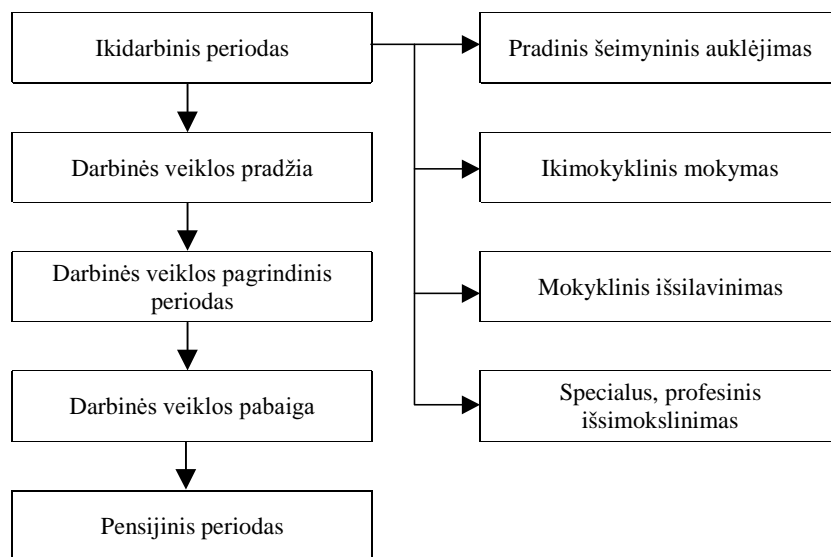 Ikidarbinis periodas
Pradinis šeimyninis auklėjimas
Darbinės veiklos pradžia
Ikimokyklinis mokymas
Darbinės veiklos pagrindinis
periodas
Mokyklinis išsilavinimas
Darbinės veiklos pabaiga
Specialus, profesinis
išsimokslinimas
Pensijinis periodas